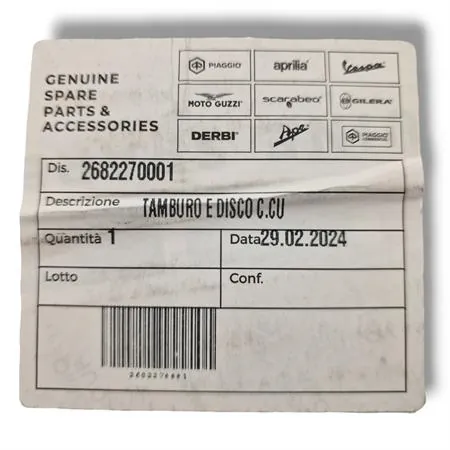 GENUINE
SPARE
PARTS &
ACCESSORIES
PIAGGIO aprilia vespa
MOTO GUZZI scarabeo GILERA
DERBI Ape PIAGGIO
Dis. 2682270001
Descrizione TAMBURO E DISCO C.CU
Quantità 1 Data 29.02.2024
Lotto Conf.
2682270001